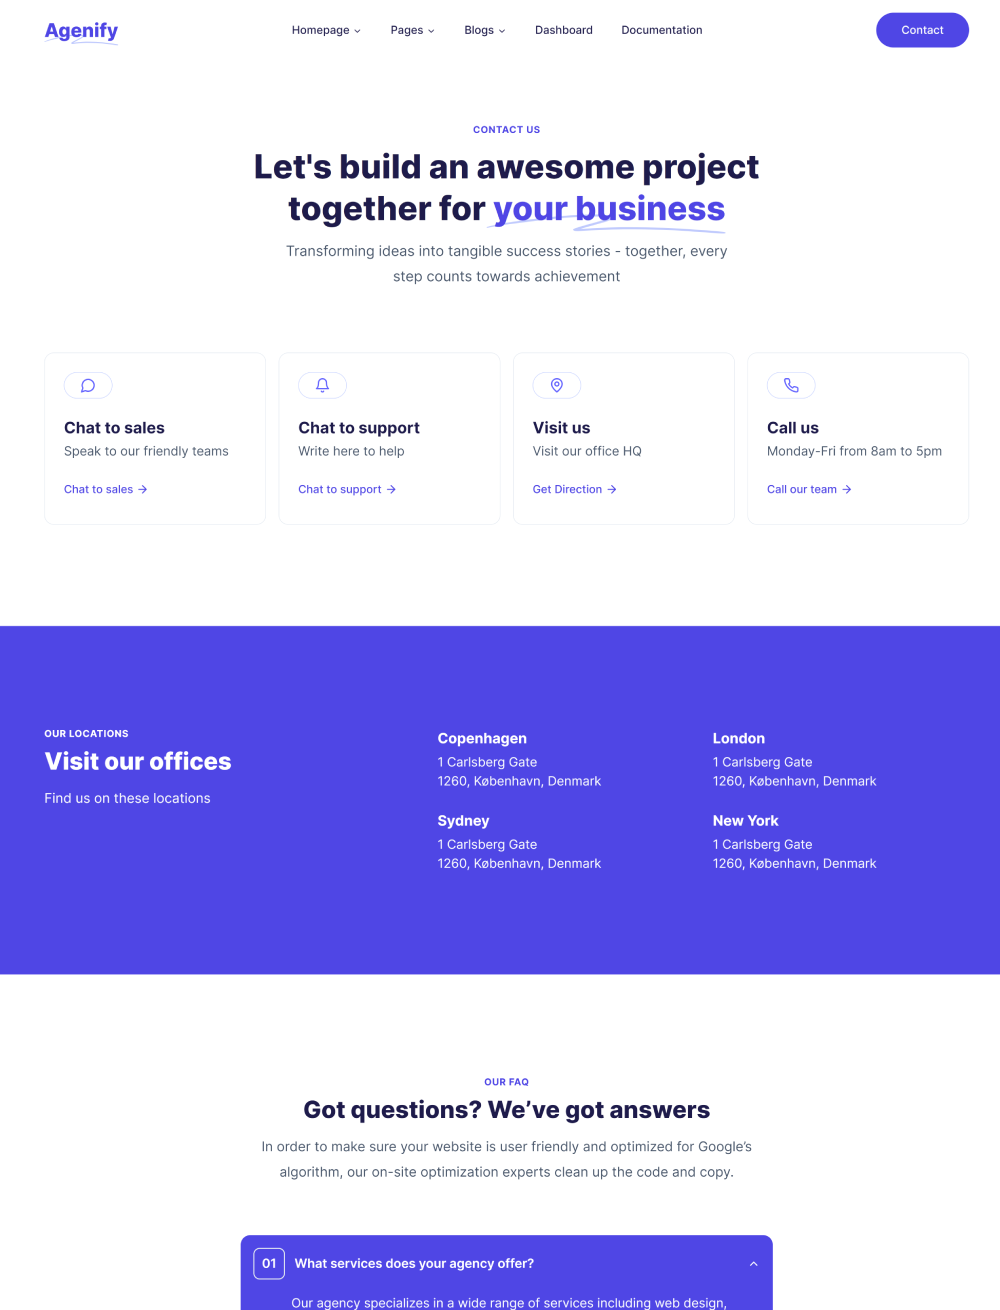 Agenify
Homepage
Pages
Blogs
Dashboard
Documentation
Contact
CONTACT US
Let's build an awesome project
together for your business
Transforming ideas into tangible success stories - together, every
step counts towards achievement
Chat to sales
Speak to our friendly teams
Chat to sales →
Chat to support
Write here to help
Chat to support →
Visit us
Visit our office HQ
Get Direction →
Call us
Monday-Fri from 8am to 5pm
Call our team →
OUR LOCATIONS
Visit our offices
Find us on these locations
Copenhagen
1 Carlsberg Gate
1260, København, Denmark
London
1 Carlsberg Gate
1260, København, Denmark
Sydney
1 Carlsberg Gate
1260, København, Denmark
New York
1 Carlsberg Gate
1260, København, Denmark
OUR FAQ
Got questions? We’ve got answers
In order to make sure your website is user friendly and optimized for Google’s
algorithm, our on-site optimization experts clean up the code and copy.
01 What services does your agency offer?
Our agency specializes in a wide range of services including web design,